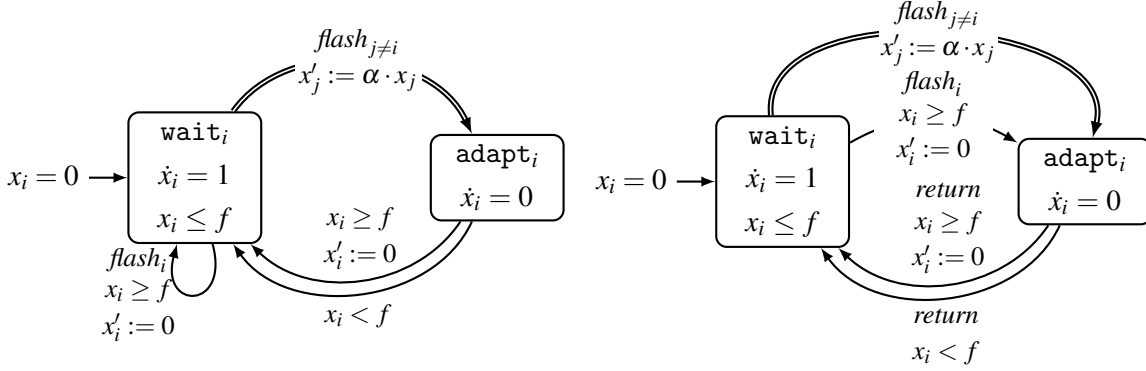 flash_{j≠i}
x'_j := α · x_j
wait_i
ẋ_i = 1
x_i ≤ f
x_i = 0
adapt_i
ẋ_i = 0
x_i ≥ f
x'_i := 0
x_i < f
flash_i
x_i ≥ f
x'_i := 0
flash_{j≠i}
x'_j := α · x_j
flash_i
x_i ≥ f
x'_i := 0
wait_i
ẋ_i = 1
x_i ≤ f
x_i = 0
adapt_i
ẋ_i = 0
return
x_i ≥ f
x'_i := 0
return
x_i < f